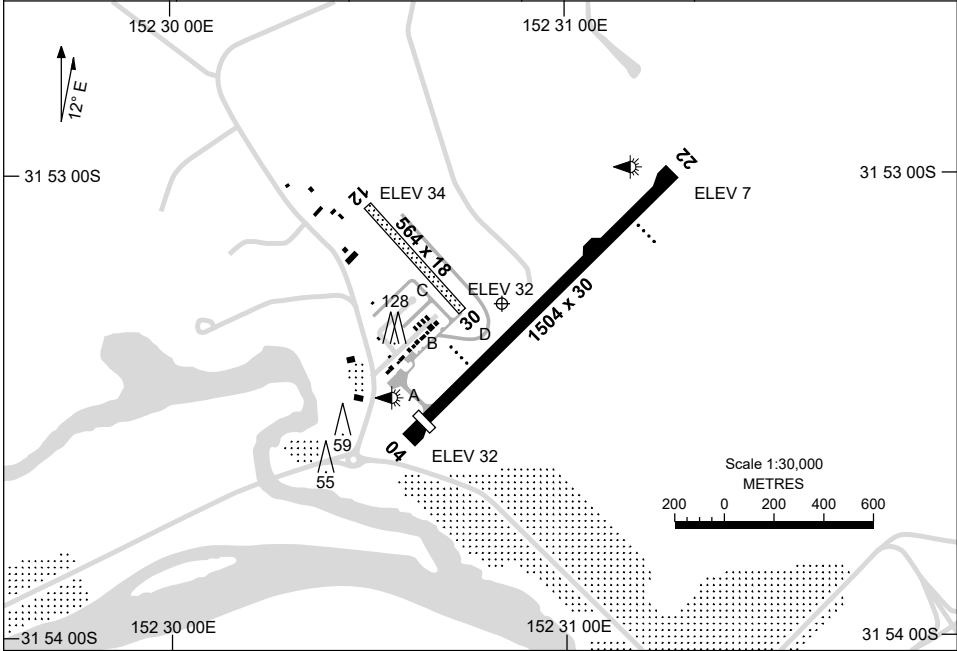 152 30 00E
152 31 00E
12° E
31 53 00S
31 53 00S
22
12
ELEV 34
ELEV 7
564 x 18
C
ELEV 32
128
30
1504 x 30
D
B
A
59
04
ELEV 32
55
Scale 1:30,000
METRES
200 0 200 400 600
152 30 00E
152 31 00E
31 54 00S
31 54 00S